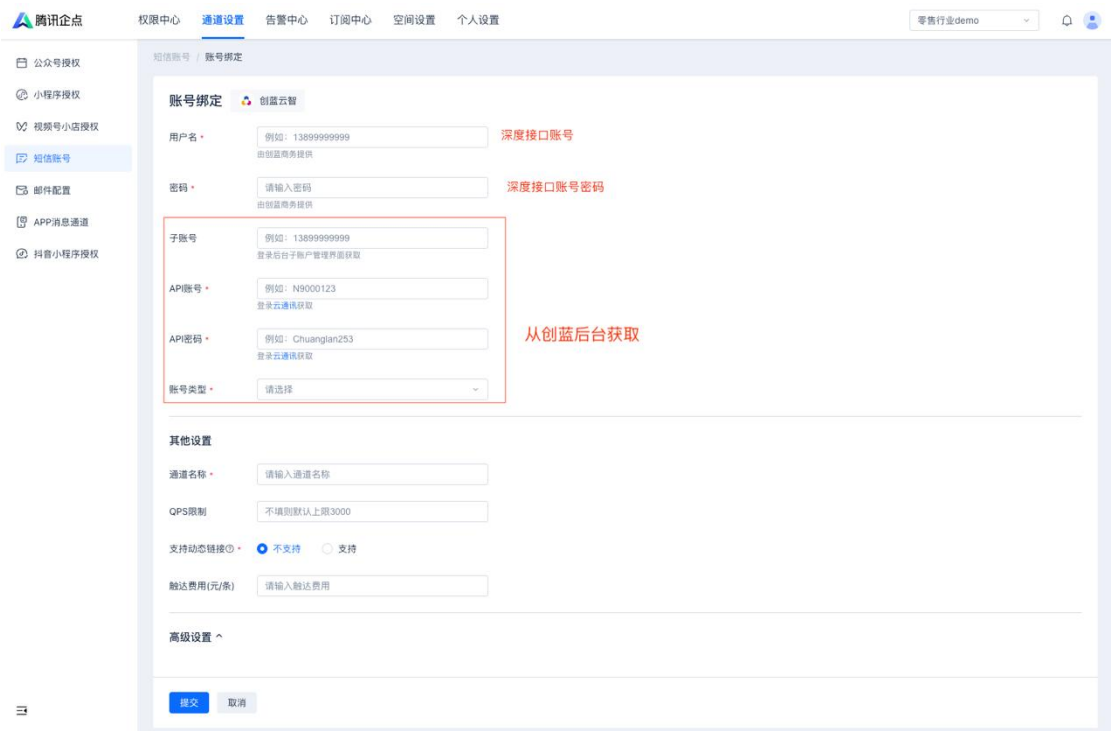 腾讯企点 权限中心 通道设置 告警中心 订阅中心 空间设置 个人设置 零售行业demo
公众号授权
小程序授权
视频号小店授权
短信账号
邮件配置
APP消息通道
抖音小程序授权
短信账号 / 账号绑定
账号绑定 创蓝云智
用户名 * 例如：13899999999 深度接口账号
由创蓝商务提供
密码 * 请输入密码 深度接口账号密码
由创蓝商务提供
子账号 例如：13899999999
登录后台子账户管理界面获取
API账号 * 例如：N9000123
登录云通讯获取
从创蓝后台获取
API密码 * 例如：Chuanglan253
登录云通讯获取
账号类型 * 请选择
其他设置
通道名称 * 请输入通道名称
QPS限制 不填则默认上限3000
支持动态链接 * 不支持 支持
触达费用(元/条) 请输入触达费用
高级设置
提交 取消